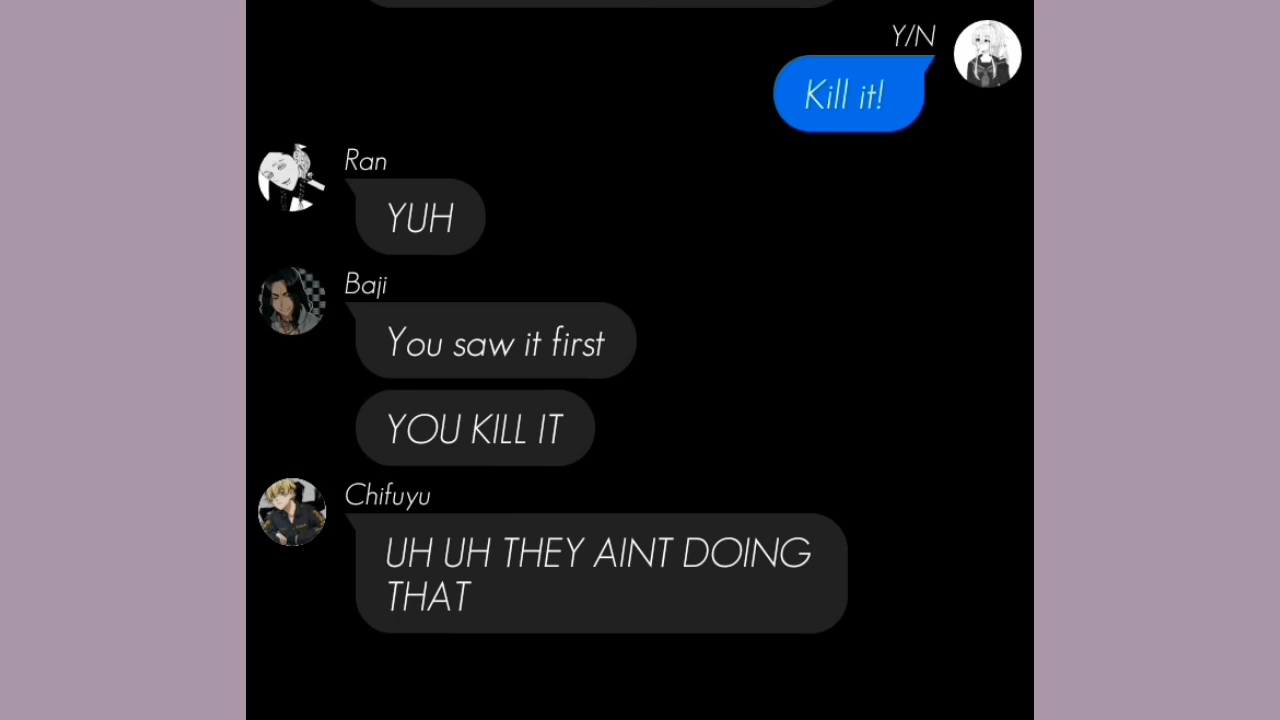 Y/N
Kill it!
Ran
YUH
Baji
You saw it first
YOU KILL IT
Chifuyu
UH UH THEY AINT DOING
THAT